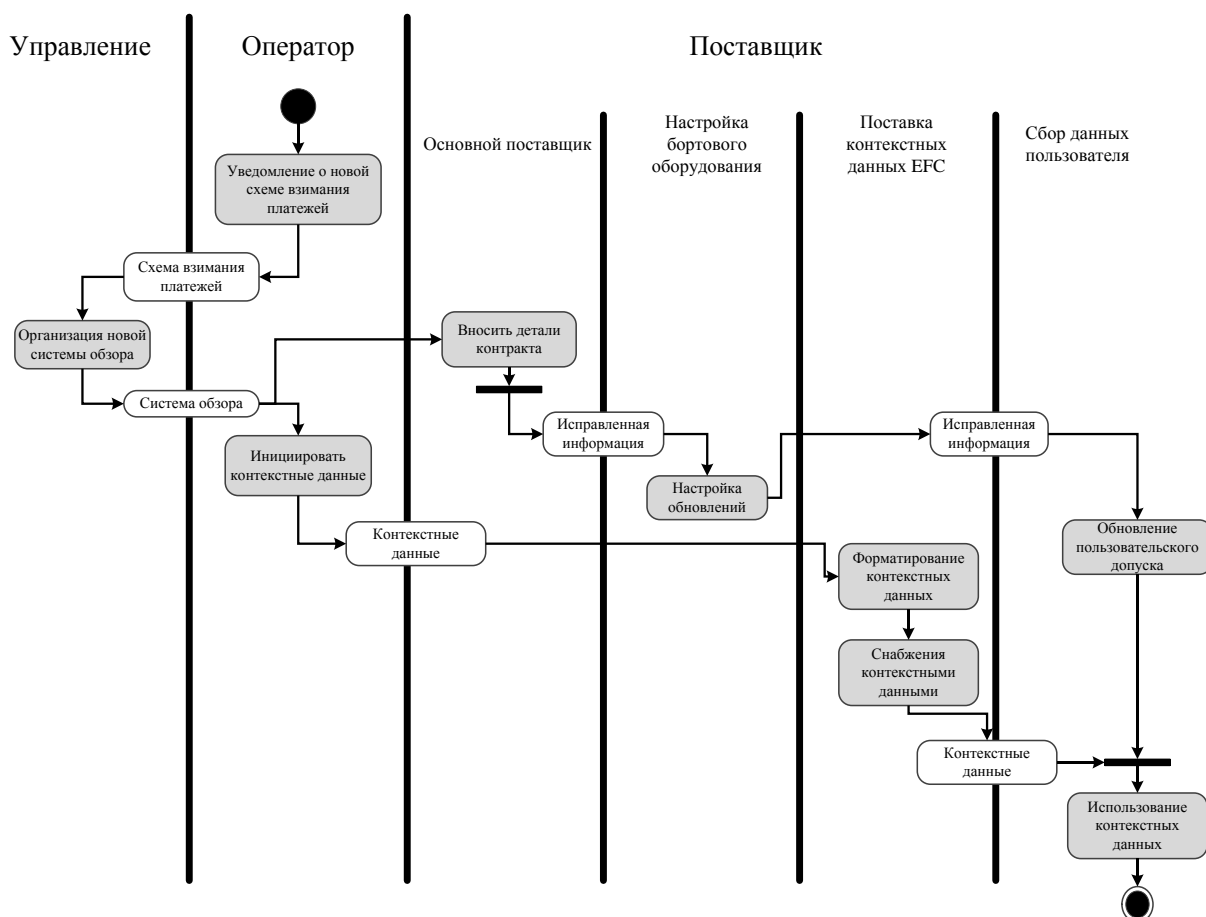 Управление
Оператор
Поставщик
Основной поставщик
Настройка
бортового
оборудования
Поставка
контекстных
данных EFC
Сбор данных
пользователя
Уведомление о новой
схеме взимания
платежей
Схема взимания
платежей
Организация новой
системы обзора
Вносить детали
контракта
Система обзора
Исправленная
информация
Исправленная
информация
Инициировать
контекстные данные
Настройка
обновлений
Контекстные
данные
Обновление
пользовательского
допуска
Форматирование
контекстных
данных
Снабжения
контекстными
данными
Контекстные
данные
Использование
контекстных
данных